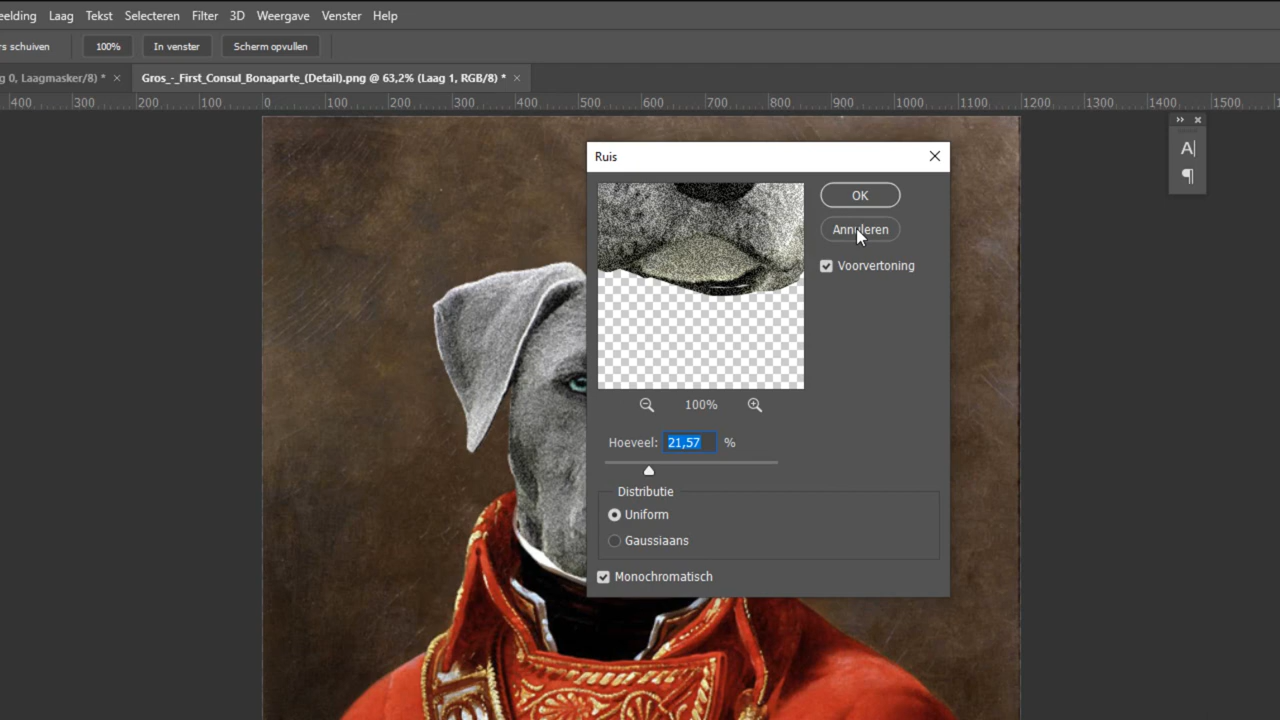 eelding Laag Tekst Selecteren Filter 3D Weergave Venster Help
rs schuiven 100% In venster Scherm opvullen
g 0, Laagmasker/8) * × Gros_-_First_Consul_Bonaparte_(Detail).png @ 63,2% (Laag 1, RGB/8) * ×
400 300 200 100 0 100 200 300 400 500 600 700 800 900 1000 1100 1200 1300 1400 1500
Ruis
OK
Annuleren
Voorvertoning
100%
Hoeveel: 21,57 %
Distributie
Uniform
Gaussiaans
Monochromatisch
A
¶